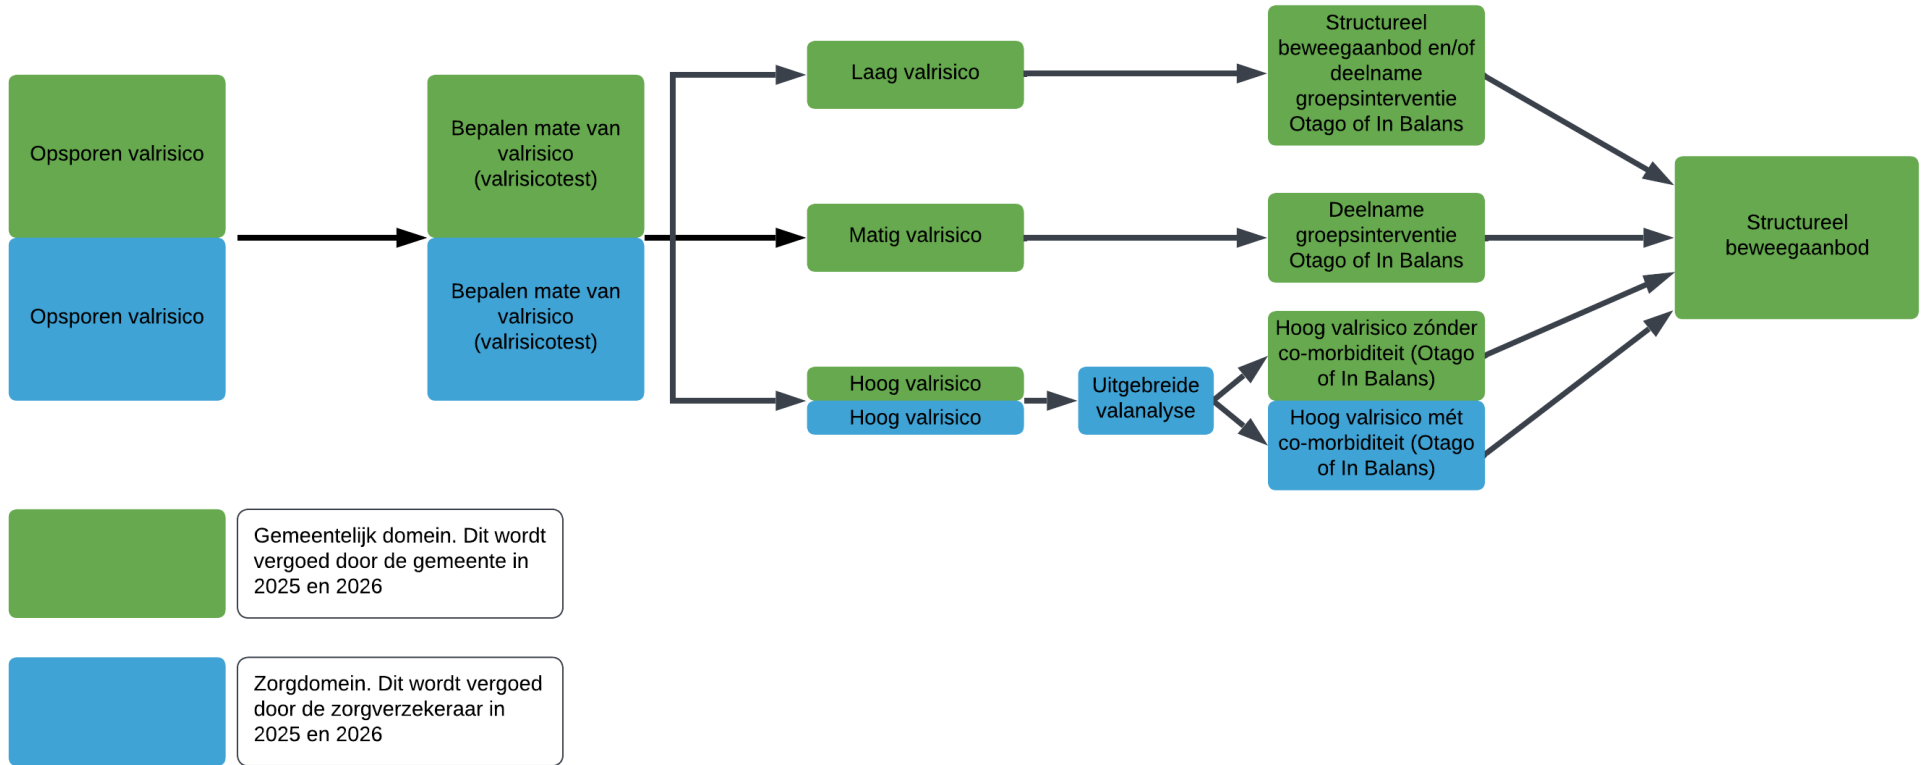 Opsporen valrisico
Opsporen valrisico
Bepalen mate van
valrisico
(valrisicotest)
Bepalen mate van
valrisico
(valrisicotest)
Laag valrisico
Structureel
beweegaanbod en/of
deelname
groepsinterventie
Otago of In Balans
Matig valrisico
Deelname
groepsinterventie
Otago of In Balans
Hoog valrisico
Hoog valrisico
Uitgebreide
valanalyse
Hoog valrisico zónder
co-morbiditeit (Otago
of In Balans)
Hoog valrisico mét
co-morbiditeit (Otago
of In Balans)
Structureel
beweegaanbod
Gemeentelijk domein. Dit wordt
vergoed door de gemeente in
2025 en 2026
Zorgdomein. Dit wordt vergoed
door de zorgverzekeraar in
2025 en 2026